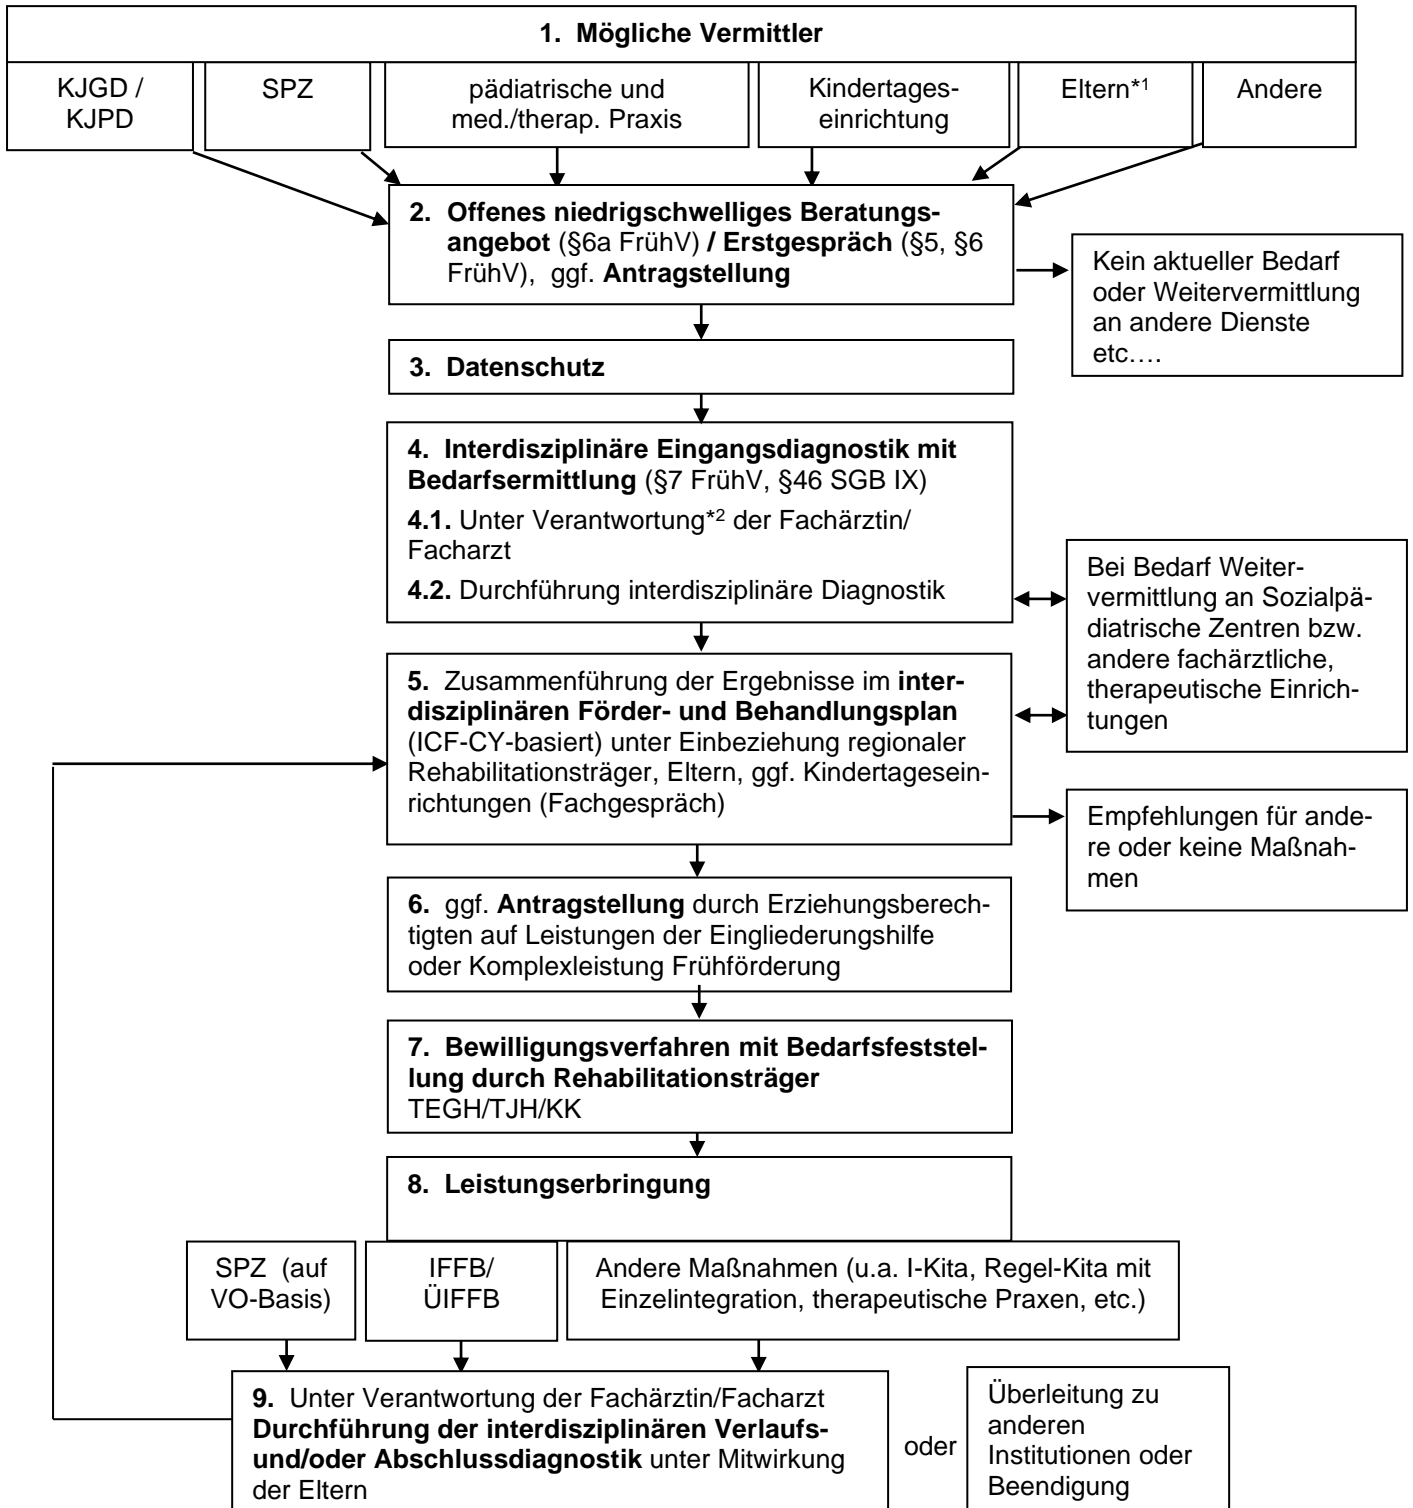 1. Mögliche Vermittler
KJGD /
KJPD
SPZ
pädiatrische und
med./therap. Praxis
Kindertages-
einrichtung
Eltern*1
Andere
2. Offenes niedrigschwelliges Beratungs-
angebot (§6a FrühV) / Erstgespräch (§5, §6
FrühV), ggf. Antragstellung
Kein aktueller Bedarf
oder Weitervermittlung
an andere Dienste
etc….
3. Datenschutz
4. Interdisziplinäre Eingangsdiagnostik mit
Bedarfsermittlung (§7 FrühV, §46 SGB IX)
4.1. Unter Verantwortung*2 der Fachärztin/
Facharzt
4.2. Durchführung interdisziplinäre Diagnostik
Bei Bedarf Weiter-
vermittlung an Sozialpä-
diatrische Zentren bzw.
andere fachärztliche,
therapeutische Einrich-
tungen
5. Zusammenführung der Ergebnisse im inter-
disziplinären Förder- und Behandlungsplan
(ICF-CY-basiert) unter Einbeziehung regionaler
Rehabilitationsträger, Eltern, ggf. Kindertagesein-
richtungen (Fachgespräch)
Empfehlungen für ande-
re oder keine Maßnah-
men
6. ggf. Antragstellung durch Erziehungsberech-
tigten auf Leistungen der Eingliederungshilfe
oder Komplexleistung Frühförderung
7. Bewilligungsverfahren mit Bedarfsfeststel-
lung durch Rehabilitationsträger
TEGH/TJH/KK
8. Leistungserbringung
SPZ (auf
VO-Basis)
IFFB/
ÜIFFB
Andere Maßnahmen (u.a. I-Kita, Regel-Kita mit
Einzelintegration, therapeutische Praxen, etc.)
9. Unter Verantwortung der Fachärztin/Facharzt
Durchführung der interdisziplinären Verlaufs-
und/oder Abschlussdiagnostik unter Mitwirkung
der Eltern
oder
Überleitung zu
anderen
Institutionen oder
Beendigung